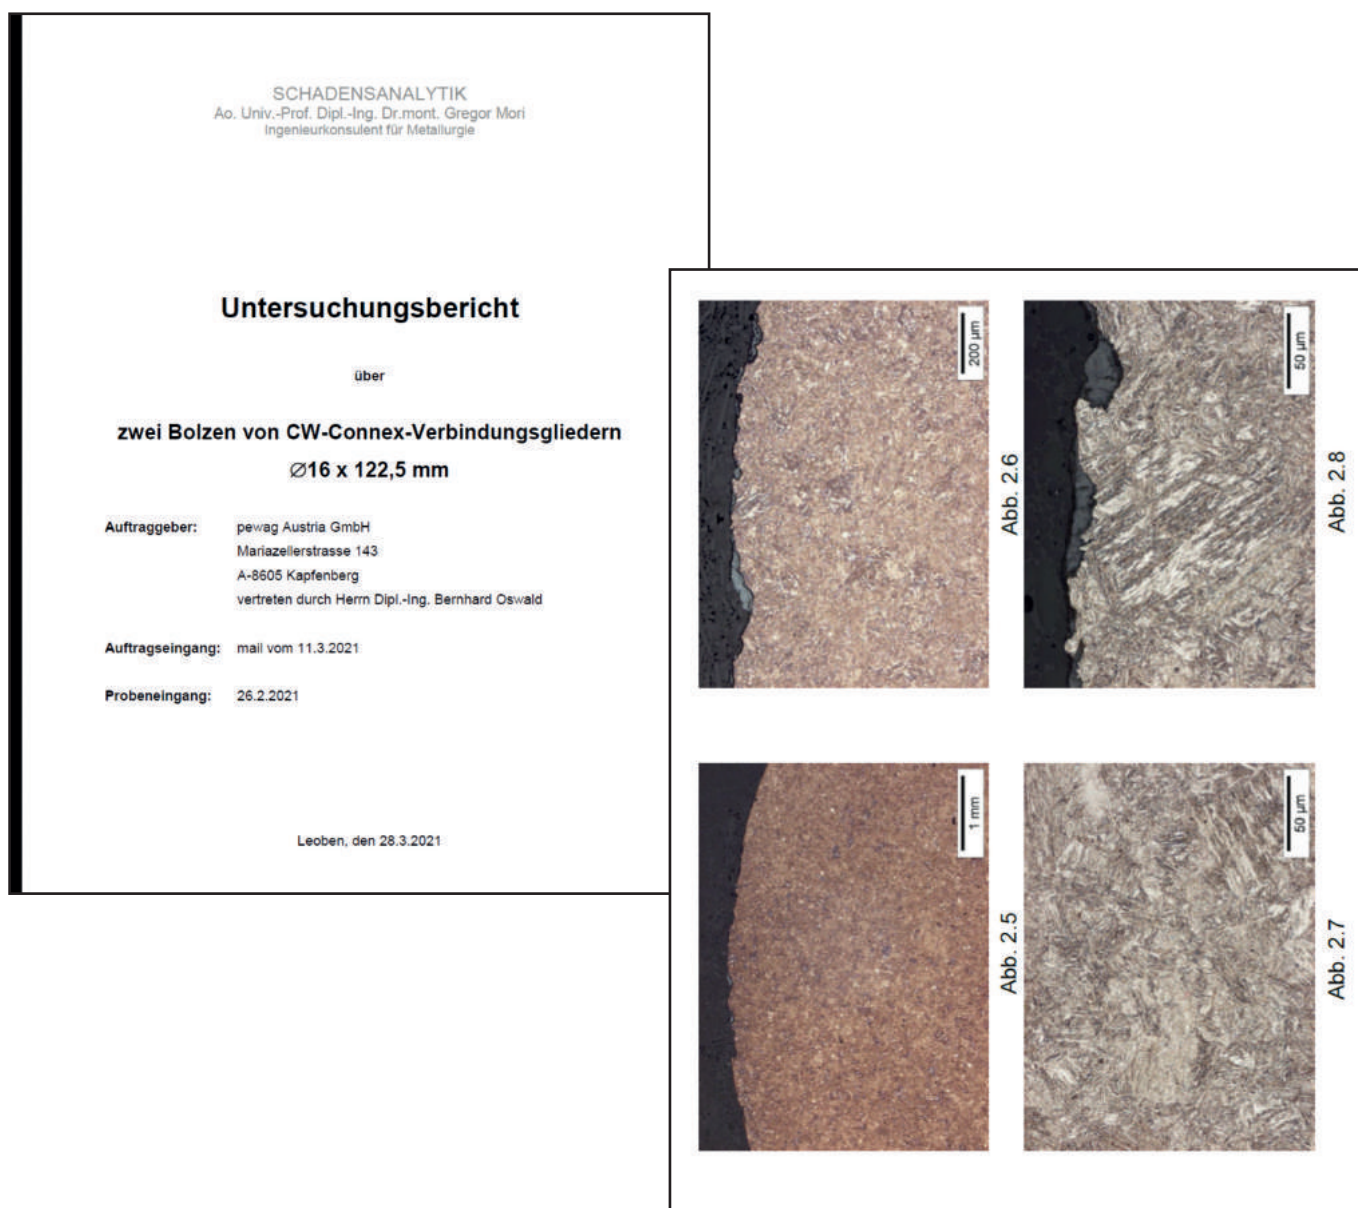 SCHADENSANALYTIK
Ao. Univ.-Prof. Dipl.-Ing. Dr.mont. Gregor Mori
Ingenieurkonsulent für Metallurgie
Untersuchungsbericht
über
zwei Bolzen von CW-Connex-Verbindungsgliedern
∅16 x 122,5 mm
Auftraggeber: pewag Austria GmbH
Mariazellerstrasse 143
A-8605 Kapfenberg
vertreten durch Herrn Dipl.-Ing. Bernhard Oswald
Auftragseingang: mail vom 11.3.2021
Probeneingang: 26.2.2021
Leoben, den 28.3.2021
200 µm
Abb. 2.6
50 µm
Abb. 2.8
1 mm
Abb. 2.5
50 µm
Abb. 2.7